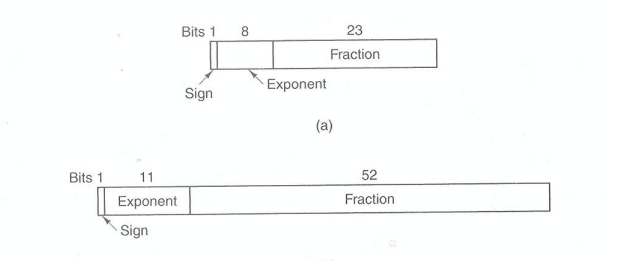 Bits 1 8 23
Fraction
Exponent
Sign
(a)
Bits 1 11 52
Exponent Fraction
Sign